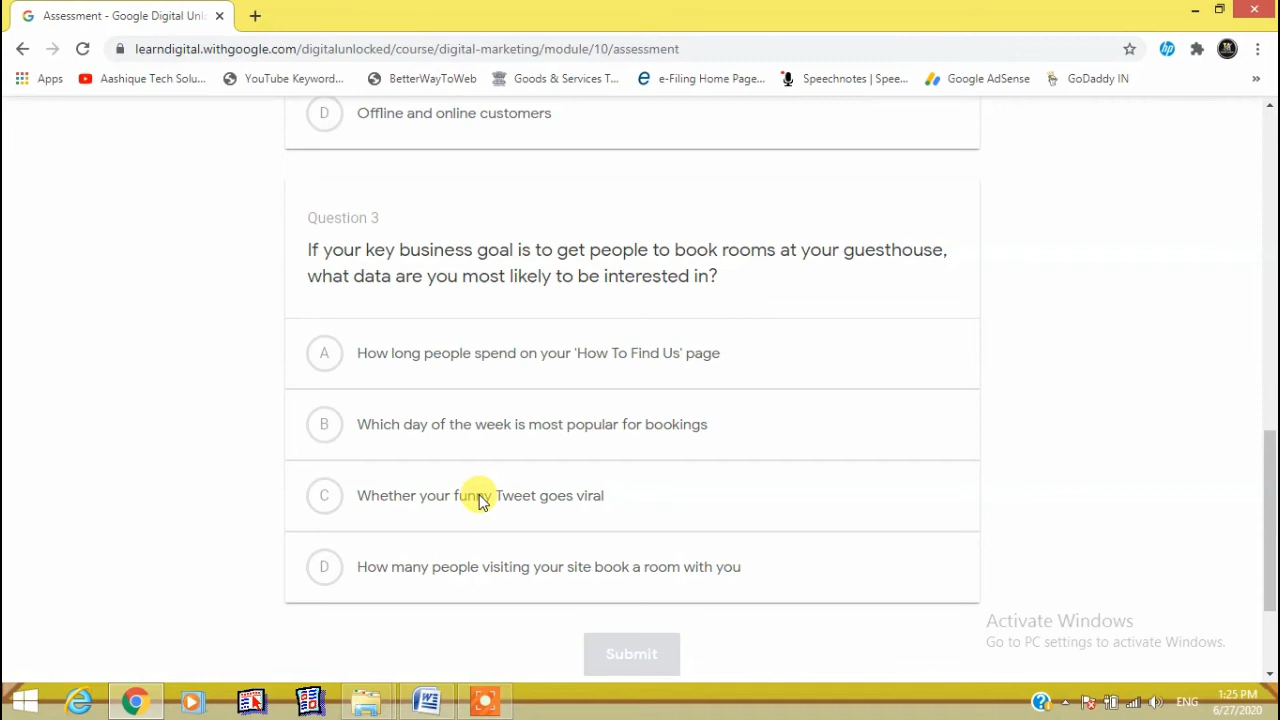 Assessment - Google Digital Unl
learndigital.withgoogle.com/digitalunlocked/course/digital-marketing/module/10/assessment
Apps
Aashique Tech Solu...
YouTube Keyword...
BetterWayToWeb
Goods & Services T...
e-Filing Home Page...
Speechnotes | Spee...
Google AdSense
GoDaddy IN
»
D Offline and online customers
Question 3
If your key business goal is to get people to book rooms at your guesthouse,
what data are you most likely to be interested in?
A How long people spend on your 'How To Find Us' page
B Which day of the week is most popular for bookings
C Whether your funny Tweet goes viral
D How many people visiting your site book a room with you
Submit
Activate Windows
Go to PC settings to activate Windows.
ENG
1:25 PM
6/27/2020